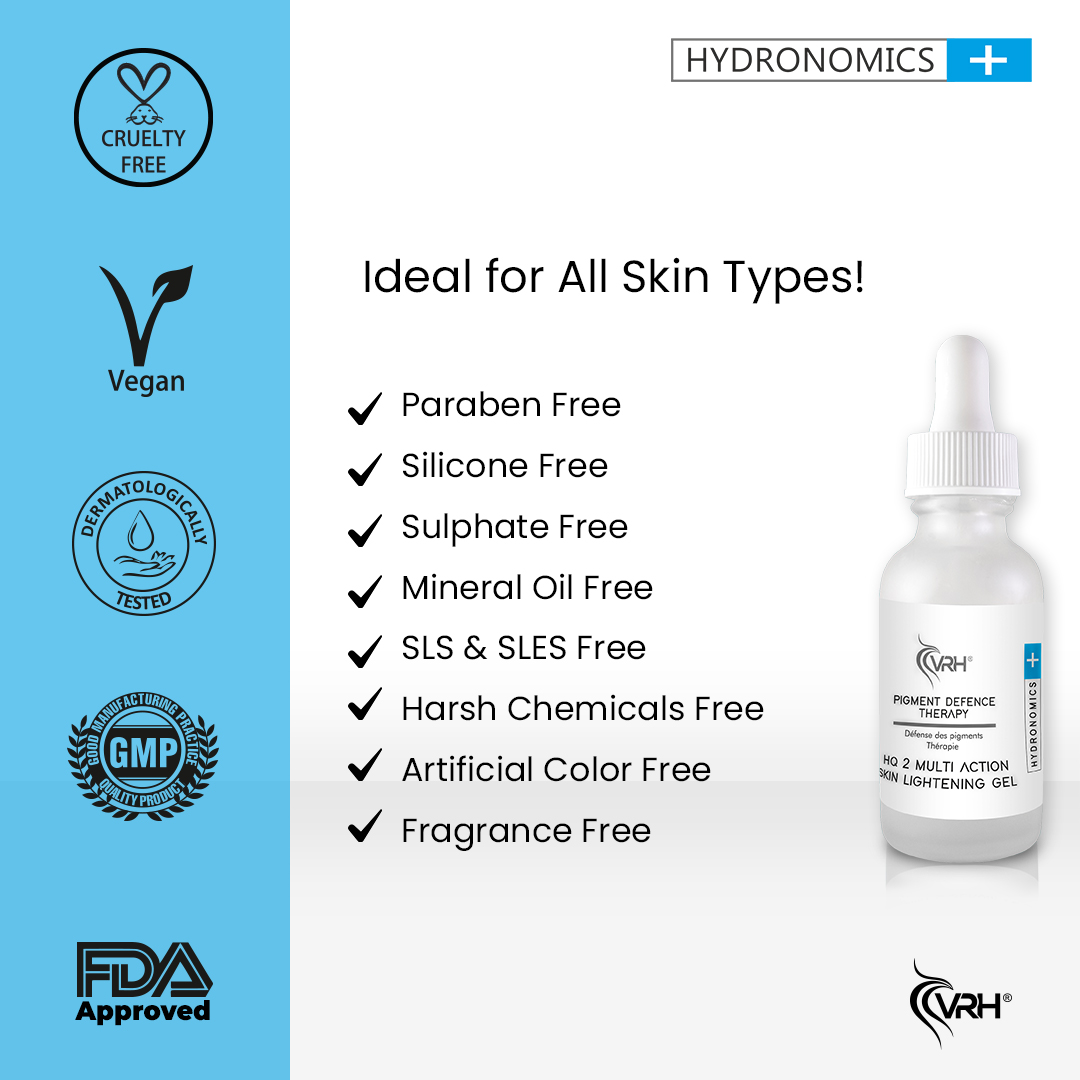 CRUELTY
FREE
Vegan
DERMATOLOGICALLY
TESTED
GOOD MANUFACTURING PRACTICE
GMP
QUALITY PRODUCT
FDA
Approved
HYDRONOMICS +
Ideal for All Skin Types!
Paraben Free
Silicone Free
Sulphate Free
Mineral Oil Free
SLS & SLES Free
Harsh Chemicals Free
Artificial Color Free
Fragrance Free
VRH®
PIGMENT DEFENCE
THERAPY
Défense des pigments
Thérapie
HQ 2 MULTI ACTION
SKIN LIGHTENING GEL
HYDRONOMICS +
VRH®